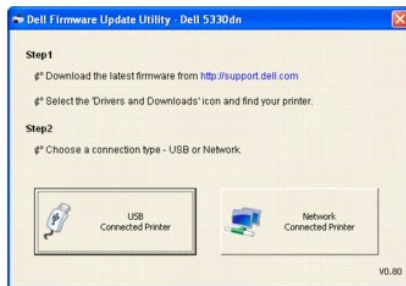 Dell Firmware Update Utility - Dell 5330dn
Step1
¢° Download the latest firmware from http://support.dell.com
¢° Select the 'Drivers and Downloads' icon and find your printer.
Step2
¢° Choose a connection type - USB or Network.
USB
Connected Printer
Network
Connected Printer
V0.80